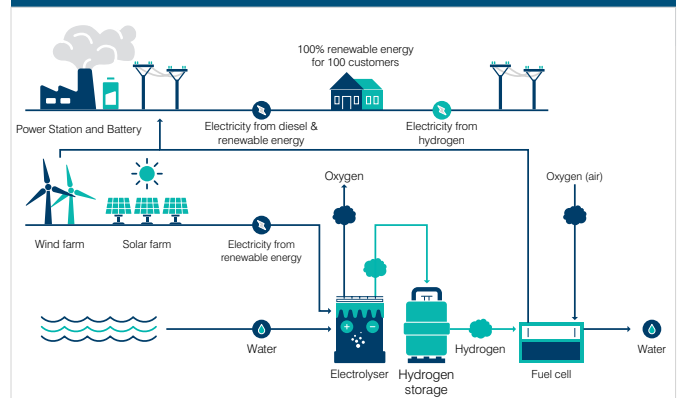 100% renewable energy
for 100 customers
Power Station and Battery
Electricity from diesel &
renewable energy
Electricity from
hydrogen
Oxygen
Oxygen (air)
Wind farm
Solar farm
Electricity from
renewable energy
+
−
Water
Hydrogen
Water
Electrolyser
Hydrogen
storage
Fuel cell